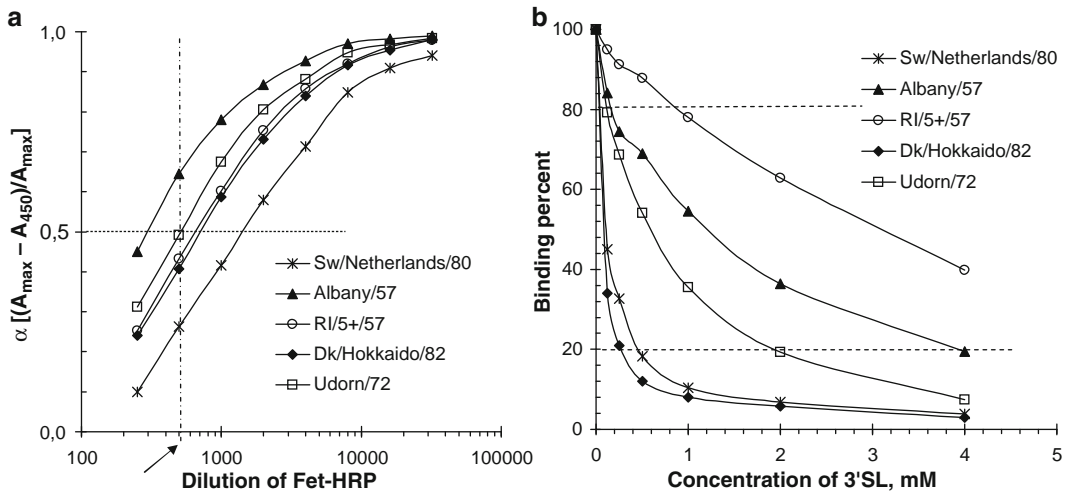 a
α [(Amax – A450)/Amax]
1,0
0,5
0,0
100
1000
10000
100000
Dilution of Fet-HRP
Sw/Netherlands/80
Albany/57
RI/5+/57
Dk/Hokkaido/82
Udorn/72
b
Binding percent
100
80
60
40
20
0
0
1
2
3
4
5
Concentration of 3'SL, mM
Sw/Netherlands/80
Albany/57
RI/5+/57
Dk/Hokkaido/82
Udorn/72